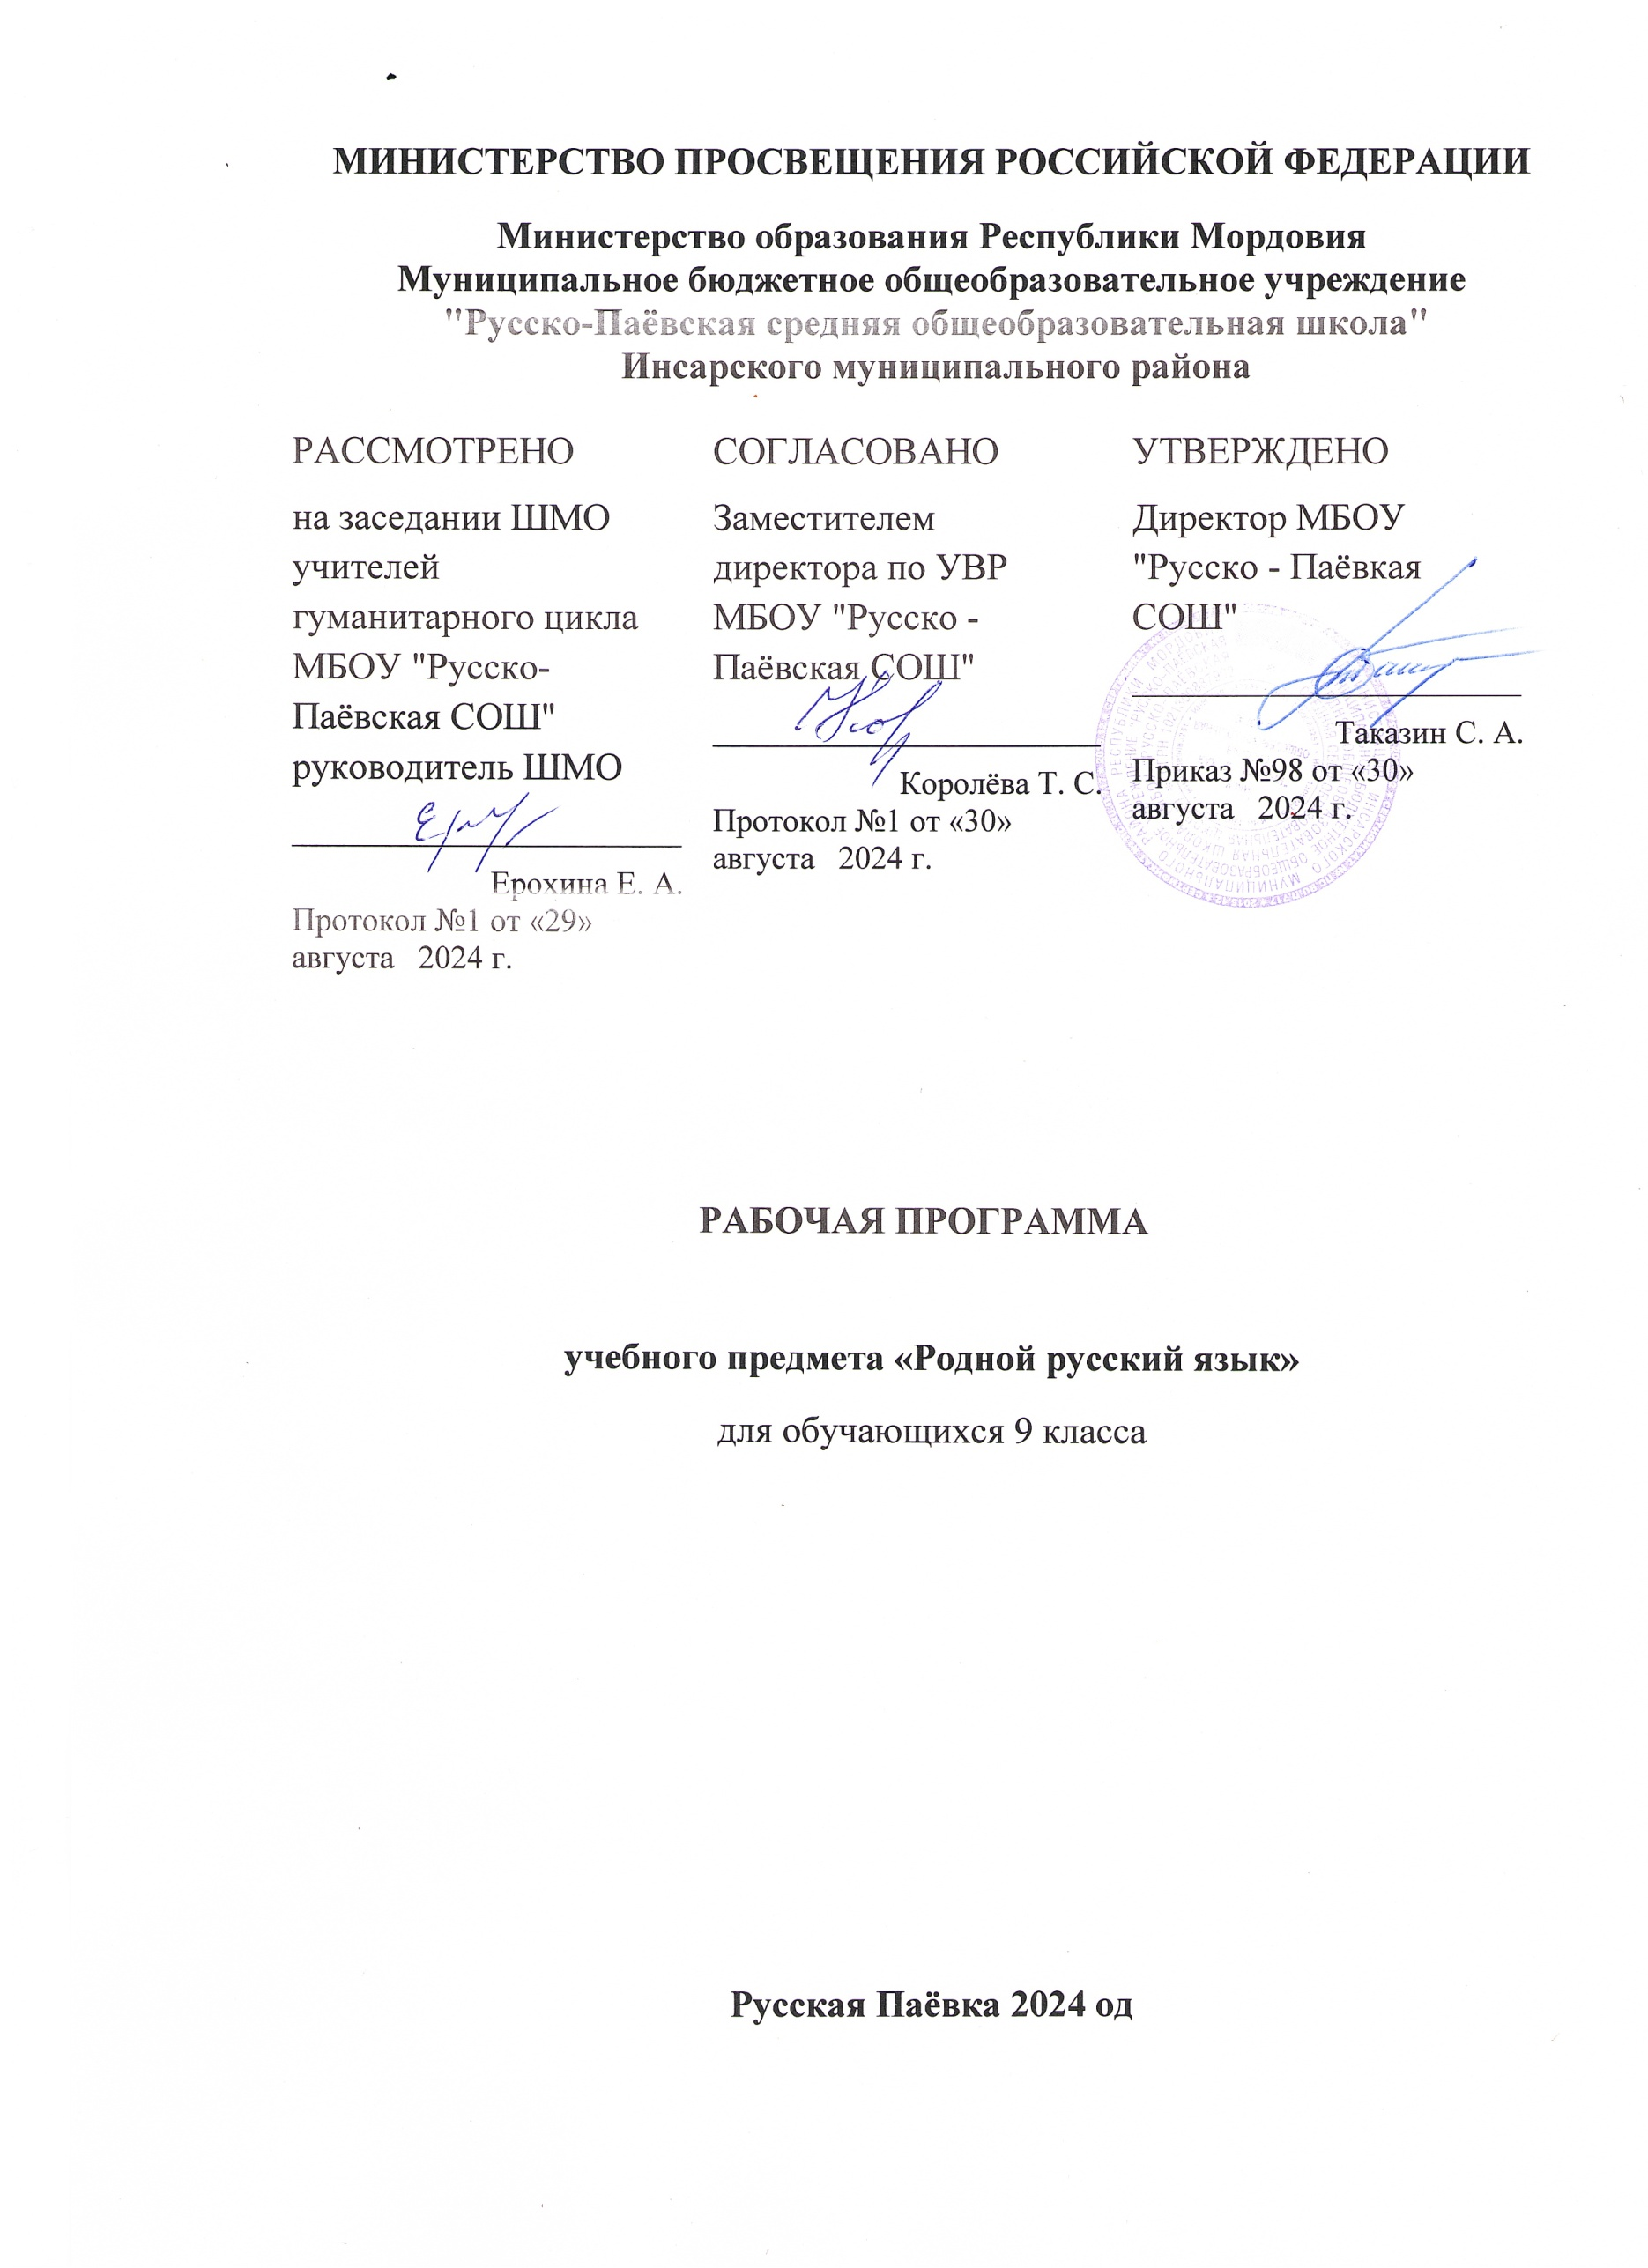 МИНИСТЕРСТВО ПРОСВЕЩЕНИЯ РОССИЙСКОЙ ФЕДЕРАЦИИ
Министерство образования Республики Мордовия
Муниципальное бюджетное общеобразовательное учреждение
"Русско-Паёвская средняя общеобразовательная школа"
Инсарского муниципального района
РАССМОТРЕНО
на заседании ШМО
учителей
гуманитарного цикла
МБОУ "Русско-
Паёвская СОШ"
руководитель ШМО
Ерохина Е. А.
Протокол №1 от «29»
августа 2024 г.
СОГЛАСОВАНО
Заместителем
директора по УВР
МБОУ "Русско -
Паёвская СОШ"
Королёва Т. С.
Протокол №1 от «30»
августа 2024 г.
УТВЕРЖДЕНО
Директор МБОУ
"Русско - Паёвкая
СОШ"
Таказин С. А.
Приказ №98 от «30»
августа 2024 г.
РАБОЧАЯ ПРОГРАММА
учебного предмета «Родной русский язык»
для обучающихся 9 класса
Русская Паёвка 2024 од